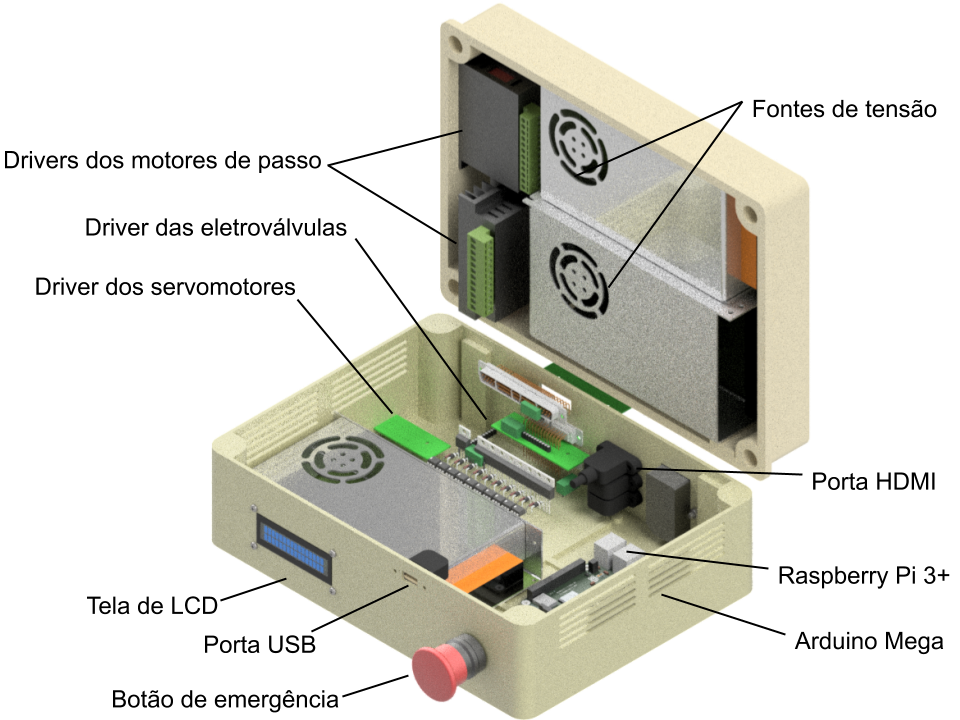 Fontes de tensão
Drivers dos motores de passo
Driver das eletroválvulas
Driver dos servomotores
Porta HDMI
Raspberry Pi 3+
Tela de LCD
Porta USB
Arduino Mega
Botão de emergência